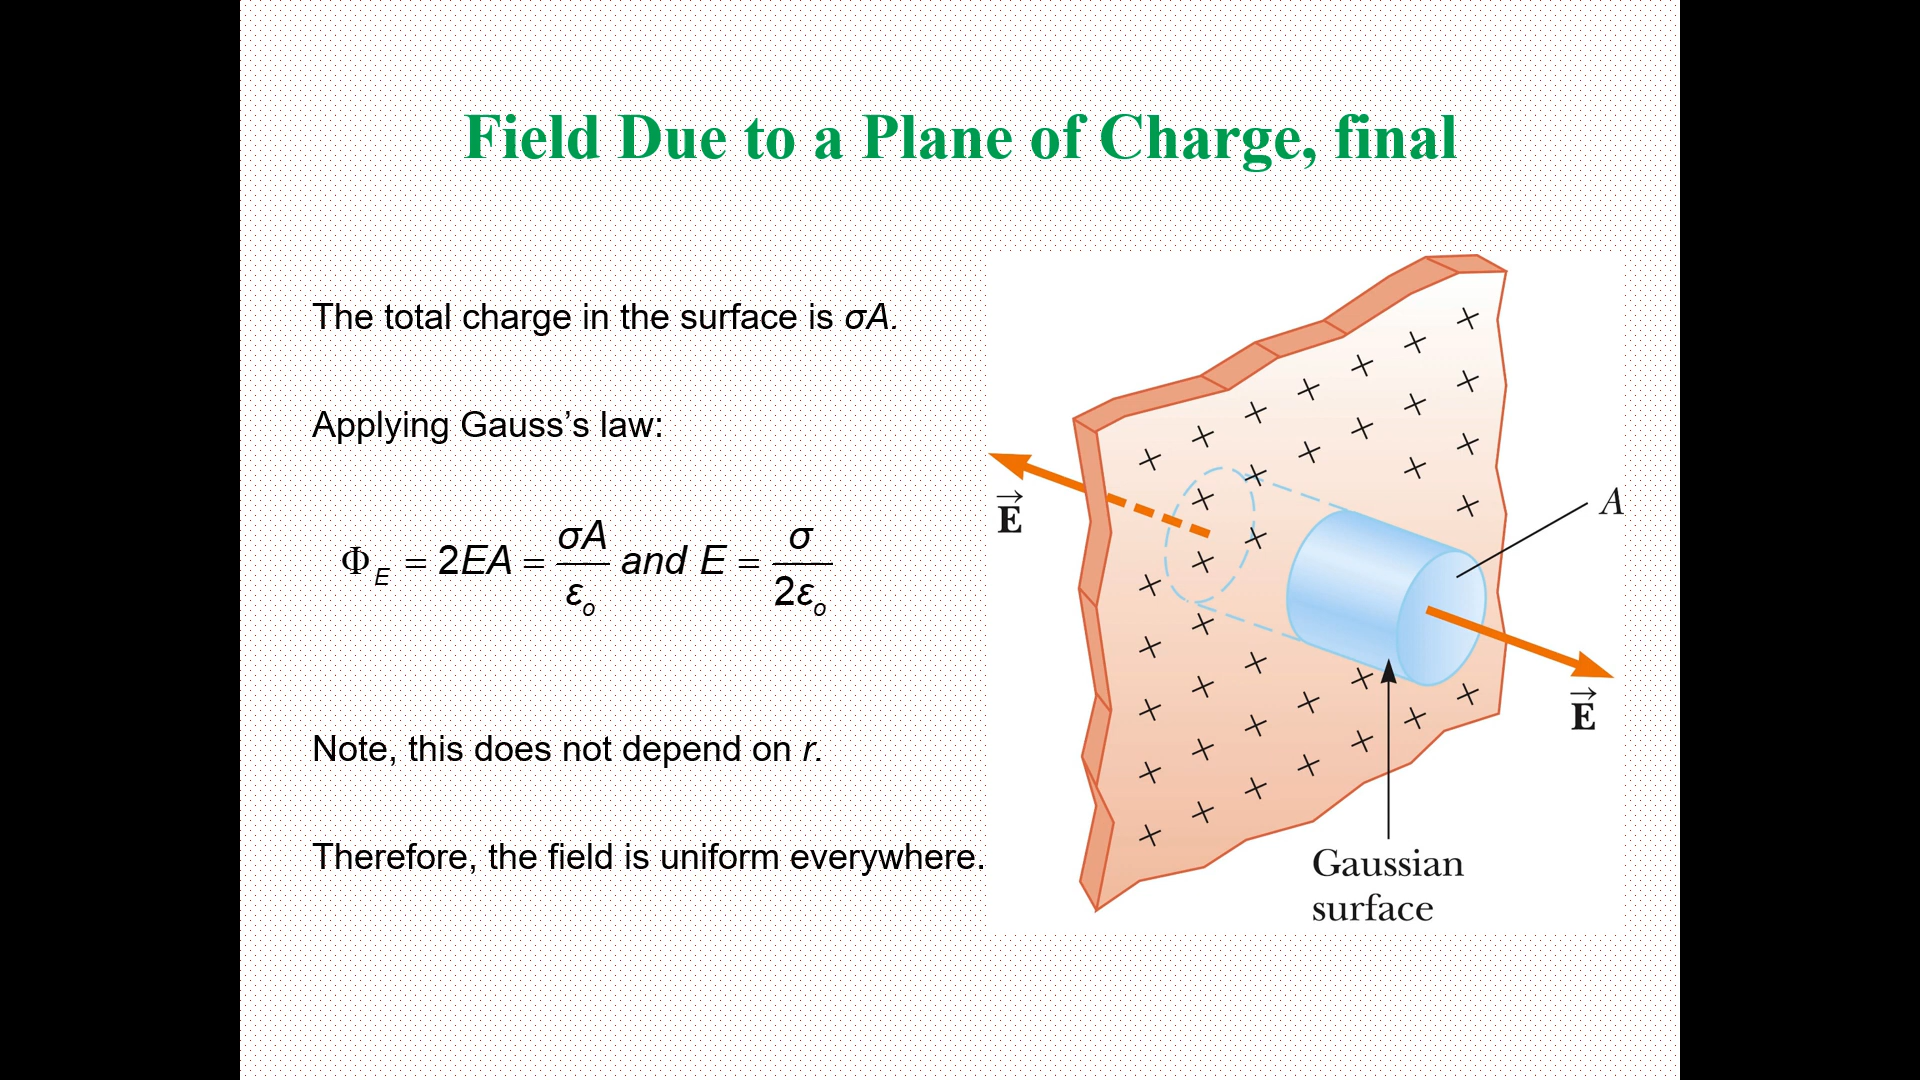 Field Due to a Plane of Charge, final
The total charge in the surface is σA.
Applying Gauss’s law:
Φ_E = 2EA = σA/ε_o and E = σ/2ε_o
Note, this does not depend on r.
Therefore, the field is uniform everywhere.
A
E⃗
E⃗
Gaussian
surface